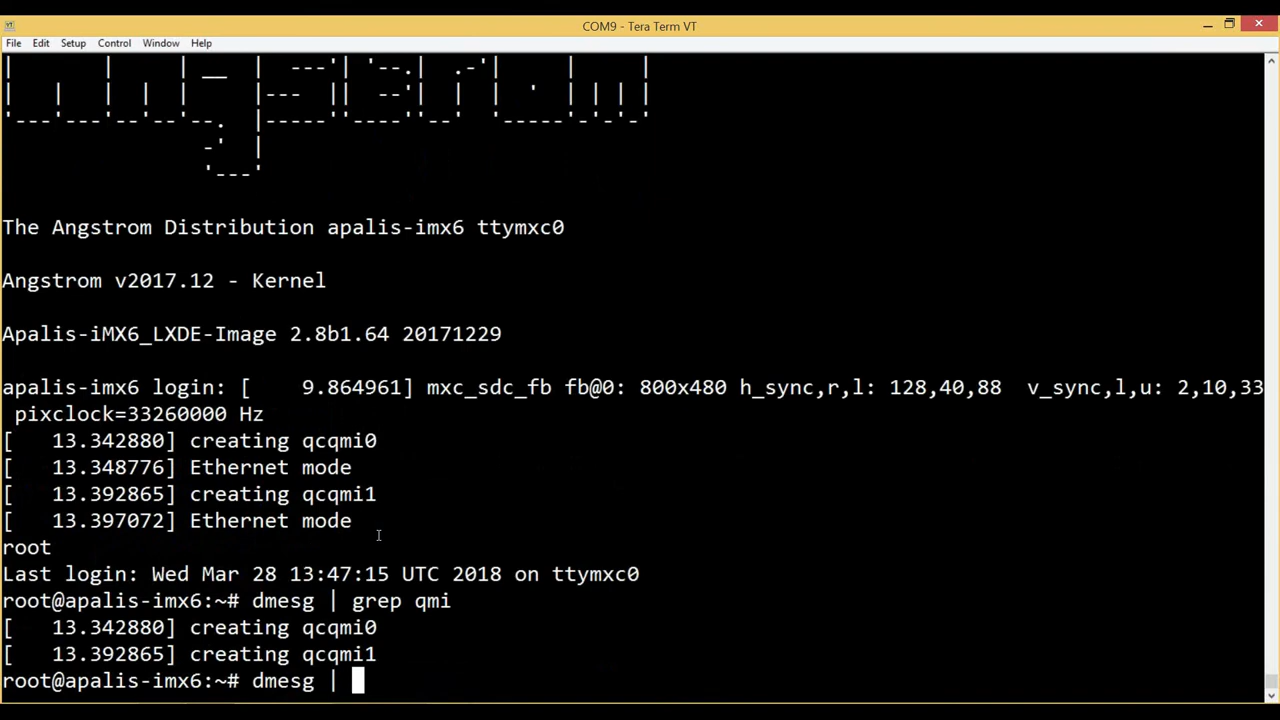 COM9 - Tera Term VT
File Edit Setup Control Window Help
The Angstrom Distribution apalis-imx6 ttymxc0
Angstrom v2017.12 - Kernel
Apalis-iMX6_LXDE-Image 2.8b1.64 20171229
apalis-imx6 login: [    9.864961] mxc_sdc_fb fb@0: 800x480 h_sync,r,l: 128,40,88  v_sync,l,u: 2,10,33
 pixclock=33260000 Hz
[   13.342880] creating qcqmi0
[   13.348776] Ethernet mode
[   13.392865] creating qcqmi1
[   13.397072] Ethernet mode
root
Last login: Wed Mar 28 13:47:15 UTC 2018 on ttymxc0
root@apalis-imx6:~# dmesg | grep qmi
[   13.342880] creating qcqmi0
[   13.392865] creating qcqmi1
root@apalis-imx6:~# dmesg |